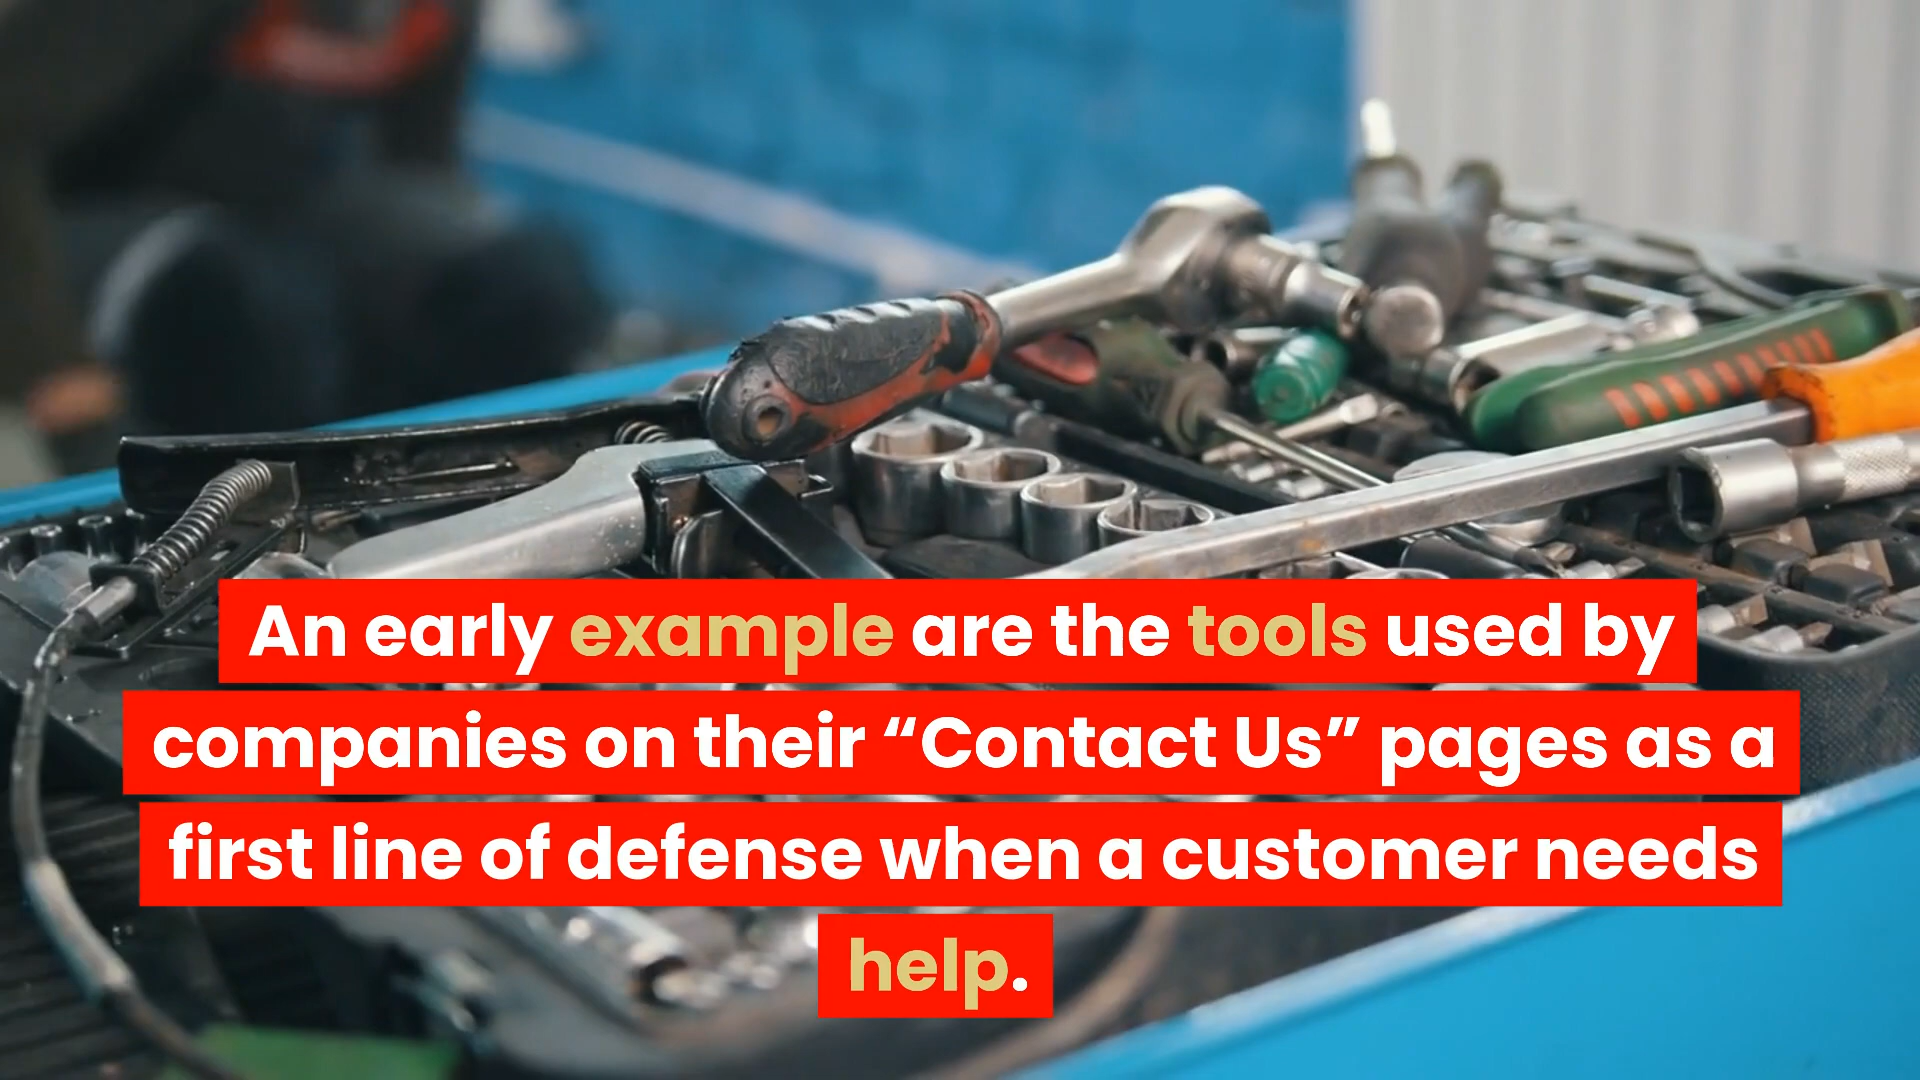 An early example are the tools used by
companies on their “Contact Us” pages as a
first line of defense when a customer needs
help.